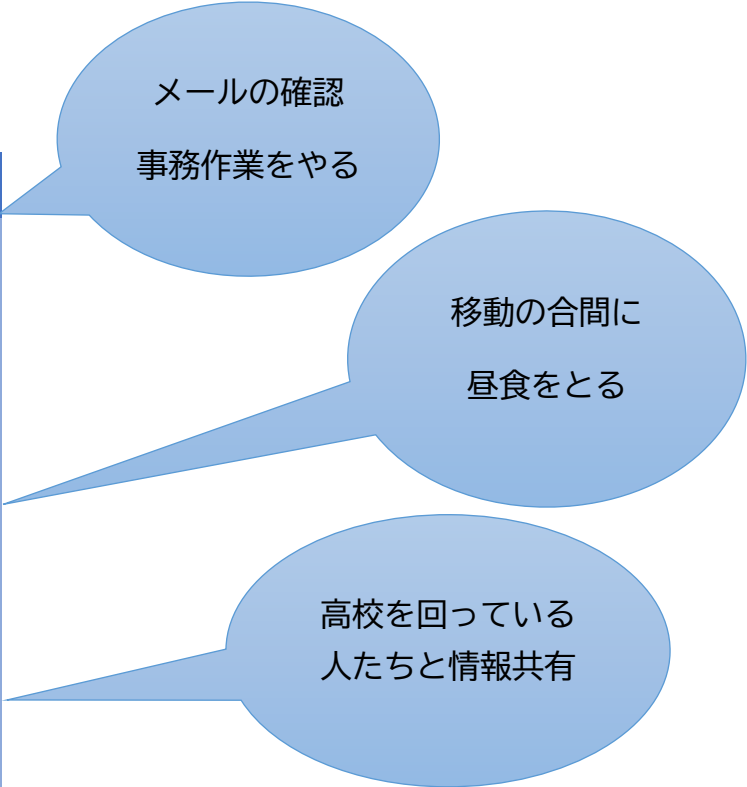 メールの確認
事務作業をやる
移動の合間に
昼食をとる
高校を回っている
人たちと情報共有